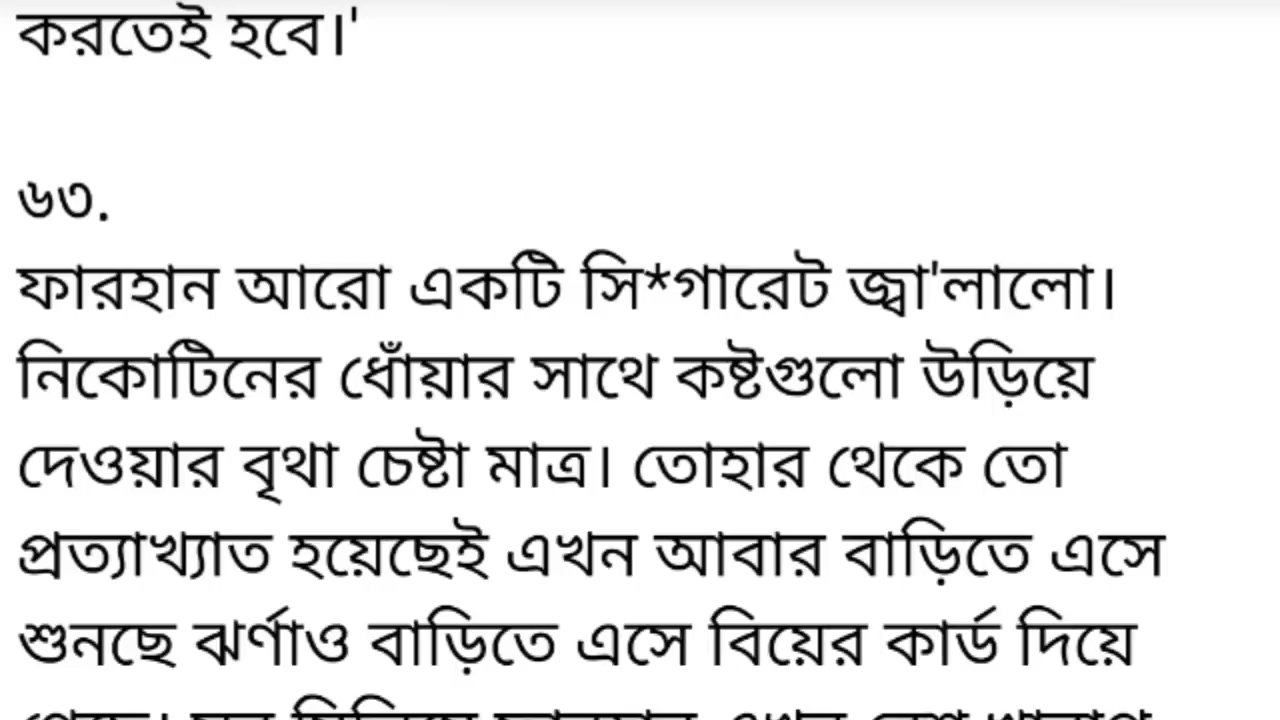 করতেই হবে।'
৬৩.
ফারহান আরো একটি সি*গারেট জ্বা'লালো।
নিকোটিনের ধোঁয়ার সাথে কষ্টগুলো উড়িয়ে
দেওয়ার বৃথা চেষ্টা মাত্র। তোহার থেকে তো
প্রত্যাখ্যাত হয়েছেই এখন আবার বাড়িতে এসে
শুনছে ঝর্ণাও বাড়িতে এসে বিয়ের কার্ড দিয়ে